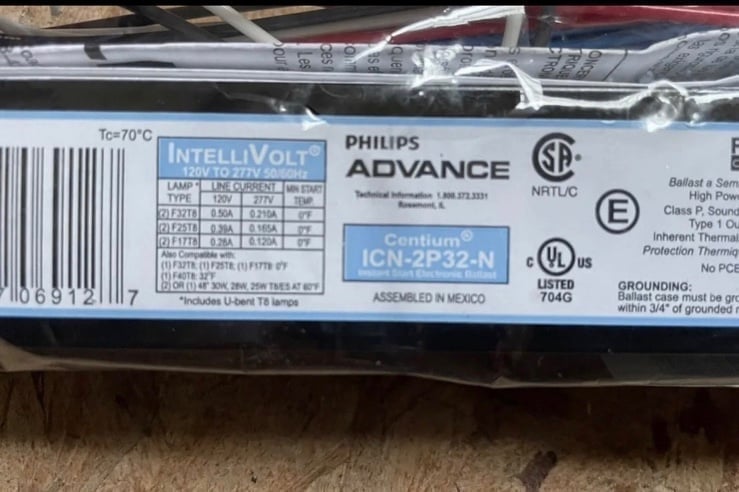 Tc=70°C
INTELLIVOLT®
120V TO 277V 50/60Hz
LAMP* TYPE LINE CURRENT MIN START TEMP.
120V 277V
(2) F32T8 0.50A 0.210A 0°F
(2) F25T8 0.39A 0.165A 0°F
(2) F17T8 0.28A 0.120A 0°F
Also Compatible with:
(1) F32T8; (1) F25T8; (1) F17T8 0°F
(1) F40T8: 32°F
(2) OR (1) 48" 30W, 28W, 25W T8/ES AT 60°F
*Includes U-bent T8 lamps
06912 7
PHILIPS
ADVANCE
Technical Information 1.800.372.3331
Rosemont, IL
Centium®
ICN-2P32-N
Instant Start Electronic Ballast
ASSEMBLED IN MEXICO
SA®
NRTL/C
E
c UL® US
LISTED
704G
Ballast a Sem
High Pow
Class P, Sound
Type 1 Ou
Inherent Thermal
Protection Thermiq
No PCB
GROUNDING:
Ballast case must be gro
within 3/4" of grounded